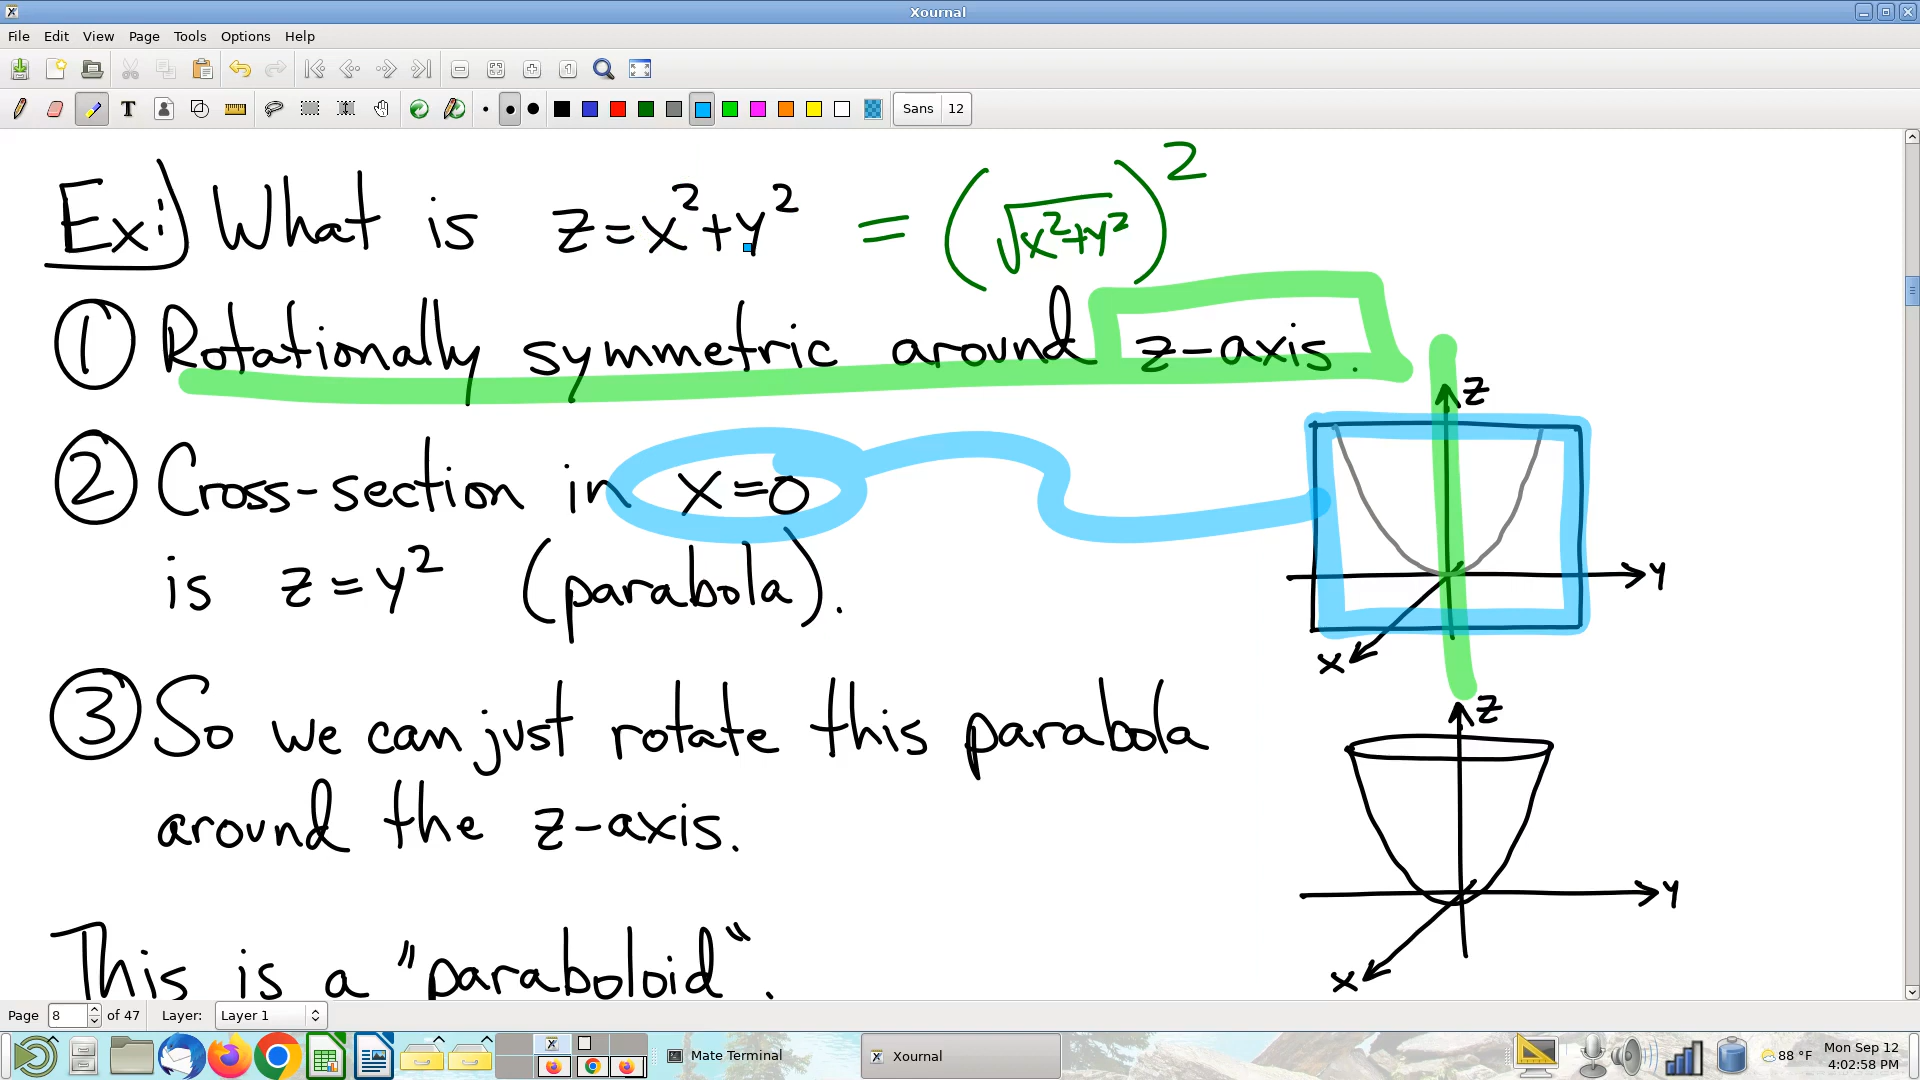 Xournal
File Edit View Page Tools Options Help
Sans 12
Ex: What is z=x²+y² = (√x²+y²)²
① Rotationally symmetric around z-axis.
② Cross-section in x=0
is z=y² (parabola).
z
y
x
③ So we can just rotate this parabola
around the z-axis.
z
y
x
This is a "paraboloid".
Page 8 of 47 Layer: Layer 1
Mate Terminal Xournal 88 °F Mon Sep 12
4:02:58 PM